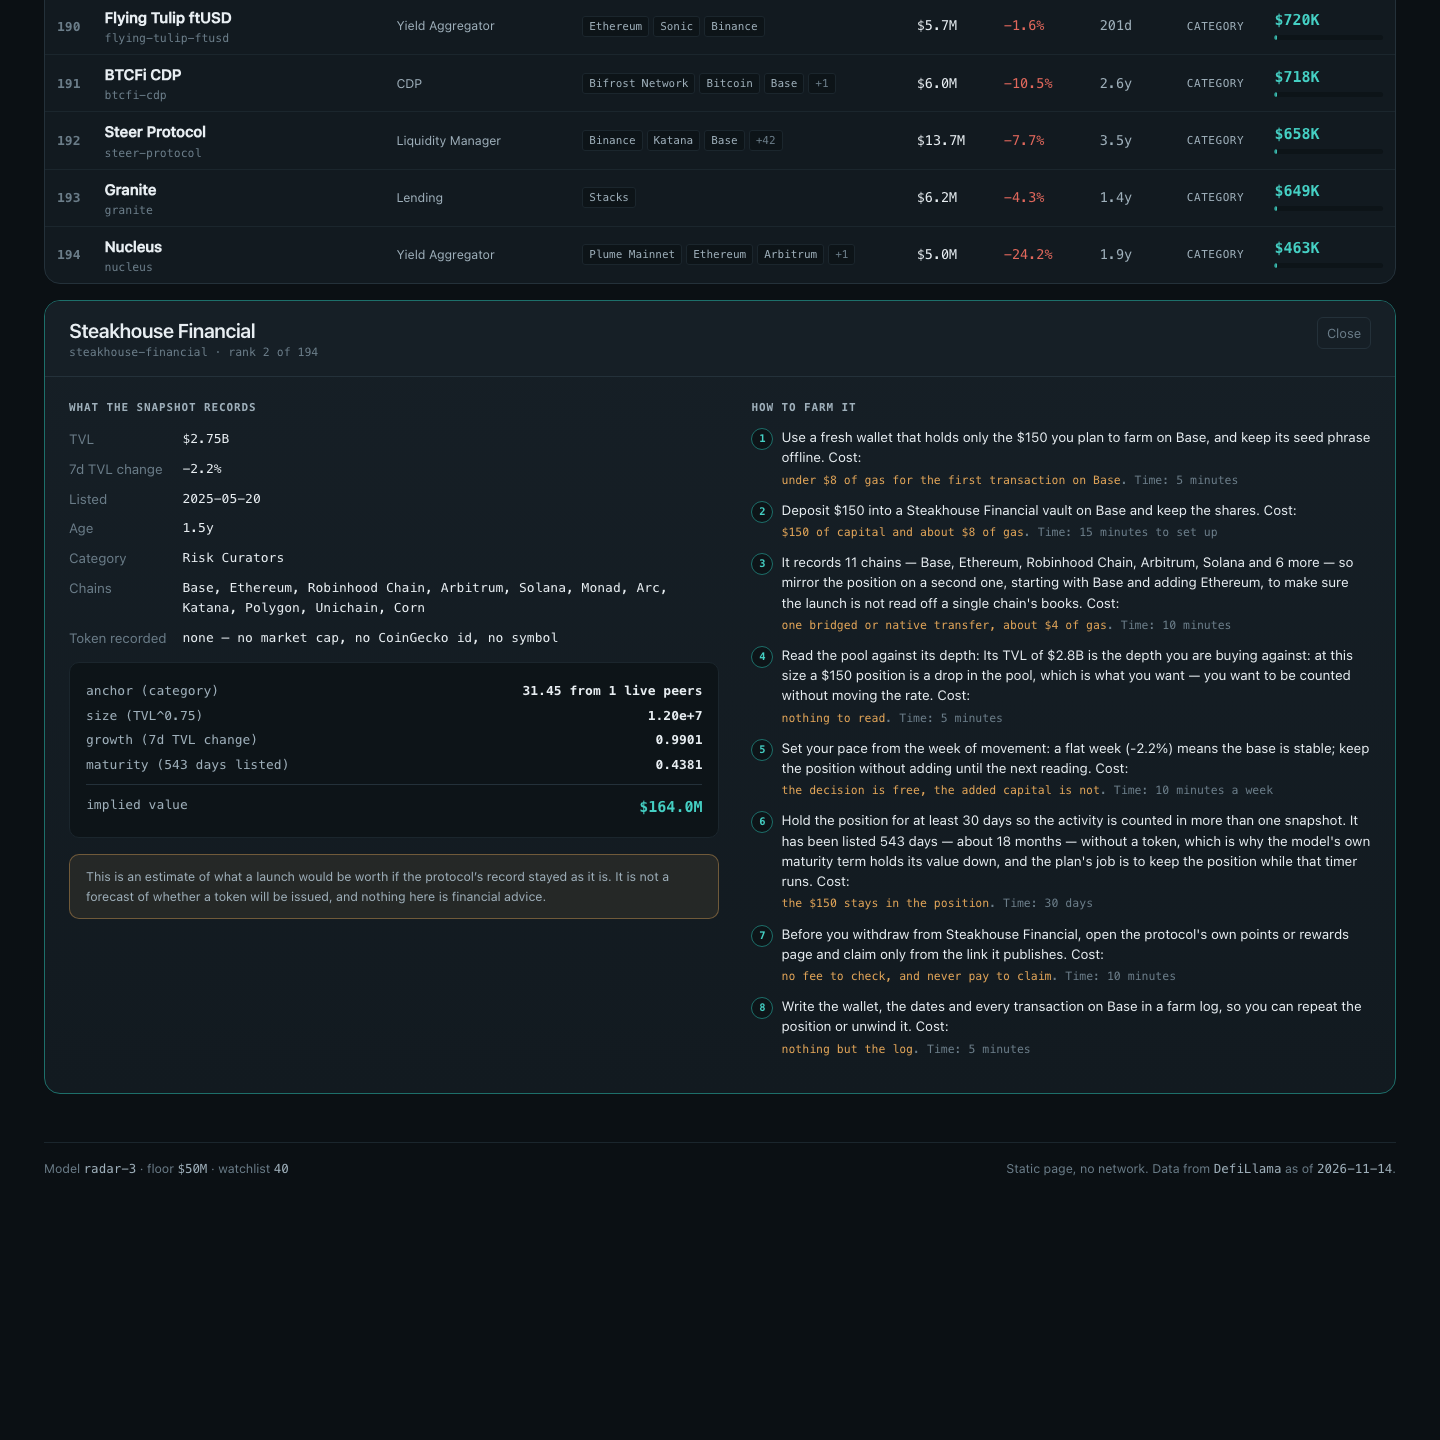 190 Flying Tulip ftUSD Yield Aggregator Ethereum Sonic Binance $5.7M −1.6% 201d CATEGORY $720K
flying-tulip-ftusd
191 BTCFi CDP CDP Bifrost Network Bitcoin Base +1 $6.0M −10.5% 2.6y CATEGORY $718K
btcfi-cdp
192 Steer Protocol Liquidity Manager Binance Katana Base +42 $13.7M −7.7% 3.5y CATEGORY $658K
steer-protocol
193 Granite Lending Stacks $6.2M −4.3% 1.4y CATEGORY $649K
granite
194 Nucleus Yield Aggregator Plume Mainnet Ethereum Arbitrum +1 $5.0M −24.2% 1.9y CATEGORY $463K
nucleus
Steakhouse Financial
steakhouse-financial · rank 2 of 194
Close
WHAT THE SNAPSHOT RECORDS
TVL $2.75B
7d TVL change −2.2%
Listed 2025-05-20
Age 1.5y
Category Risk Curators
Chains Base, Ethereum, Robinhood Chain, Arbitrum, Solana, Monad, Arc,
Katana, Polygon, Unichain, Corn
Token recorded none — no market cap, no CoinGecko id, no symbol
anchor (category) 31.45 from 1 live peers
size (TVL^0.75) 1.20e+7
growth (7d TVL change) 0.9901
maturity (543 days listed) 0.4381
implied value $164.0M
This is an estimate of what a launch would be worth if the protocol's record stayed as it is. It is not a
forecast of whether a token will be issued, and nothing here is financial advice.
HOW TO FARM IT
1 Use a fresh wallet that holds only the $150 you plan to farm on Base, and keep its seed phrase
offline. Cost:
under $8 of gas for the first transaction on Base. Time: 5 minutes
2 Deposit $150 into a Steakhouse Financial vault on Base and keep the shares. Cost:
$150 of capital and about $8 of gas. Time: 15 minutes to set up
3 It records 11 chains — Base, Ethereum, Robinhood Chain, Arbitrum, Solana and 6 more — so
mirror the position on a second one, starting with Base and adding Ethereum, to make sure
the launch is not read off a single chain's books. Cost:
one bridged or native transfer, about $4 of gas. Time: 10 minutes
4 Read the pool against its depth: Its TVL of $2.8B is the depth you are buying against: at this
size a $150 position is a drop in the pool, which is what you want — you want to be counted
without moving the rate. Cost:
nothing to read. Time: 5 minutes
5 Set your pace from the week of movement: a flat week (-2.2%) means the base is stable; keep
the position without adding until the next reading. Cost:
the decision is free, the added capital is not. Time: 10 minutes a week
6 Hold the position for at least 30 days so the activity is counted in more than one snapshot. It
has been listed 543 days — about 18 months — without a token, which is why the model's own
maturity term holds its value down, and the plan's job is to keep the position while that timer
runs. Cost:
the $150 stays in the position. Time: 30 days
7 Before you withdraw from Steakhouse Financial, open the protocol's own points or rewards
page and claim only from the link it publishes. Cost:
no fee to check, and never pay to claim. Time: 10 minutes
8 Write the wallet, the dates and every transaction on Base in a farm log, so you can repeat the
position or unwind it. Cost:
nothing but the log. Time: 5 minutes
Model radar-3 · floor $50M · watchlist 40
Static page, no network. Data from DefiLlama as of 2026-11-14.